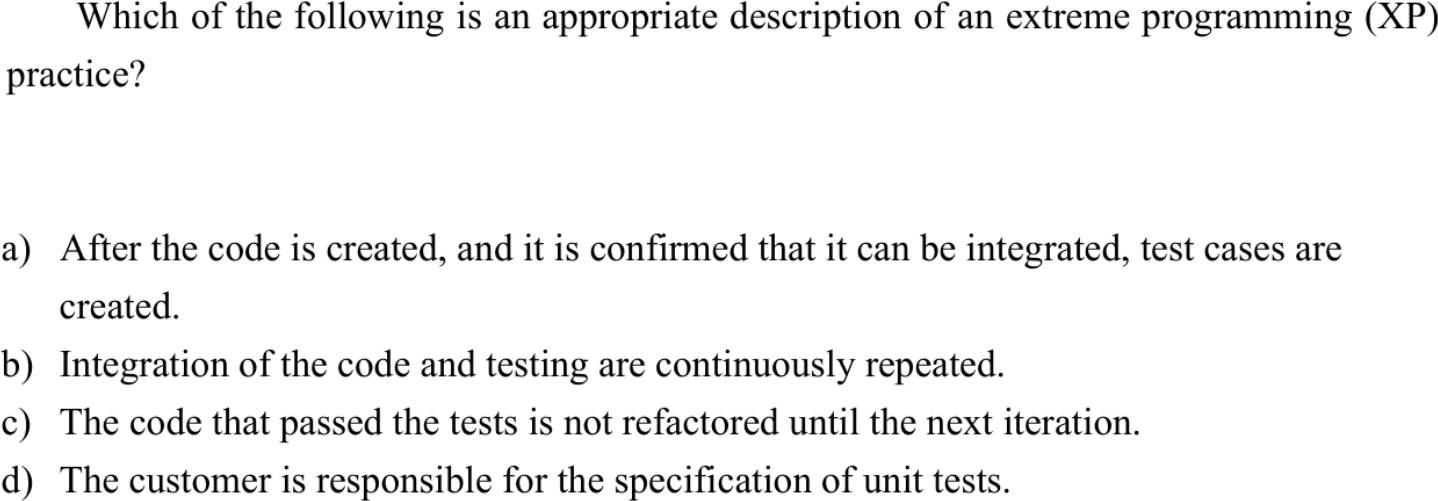 Which of the following is an appropriate description of an extreme programming (XP)
practice?
a) After the code is created, and it is confirmed that it can be integrated, test cases are
created.
b) Integration of the code and testing are continuously repeated.
c) The code that passed the tests is not refactored until the next iteration.
d) The customer is responsible for the specification of unit tests.